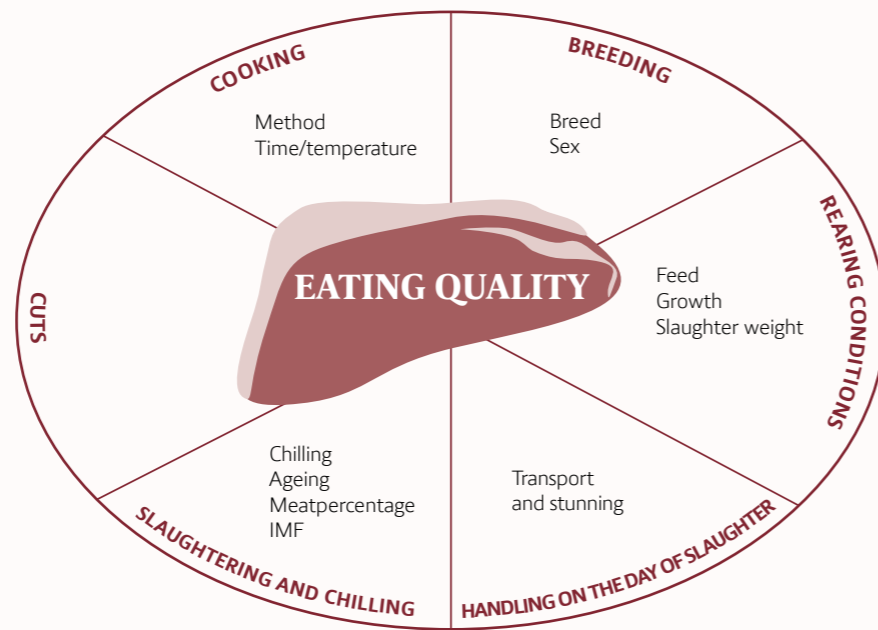 COOKING
Method
Time/temperature
BREEDING
Breed
Sex
REARING CONDITIONS
Feed
Growth
Slaughter weight
EATING QUALITY
CUTS
SLAUGHTERING AND CHILLING
Chilling
Ageing
Meatpercentage
IMF
HANDLING ON THE DAY OF SLAUGHTER
Transport
and stunning